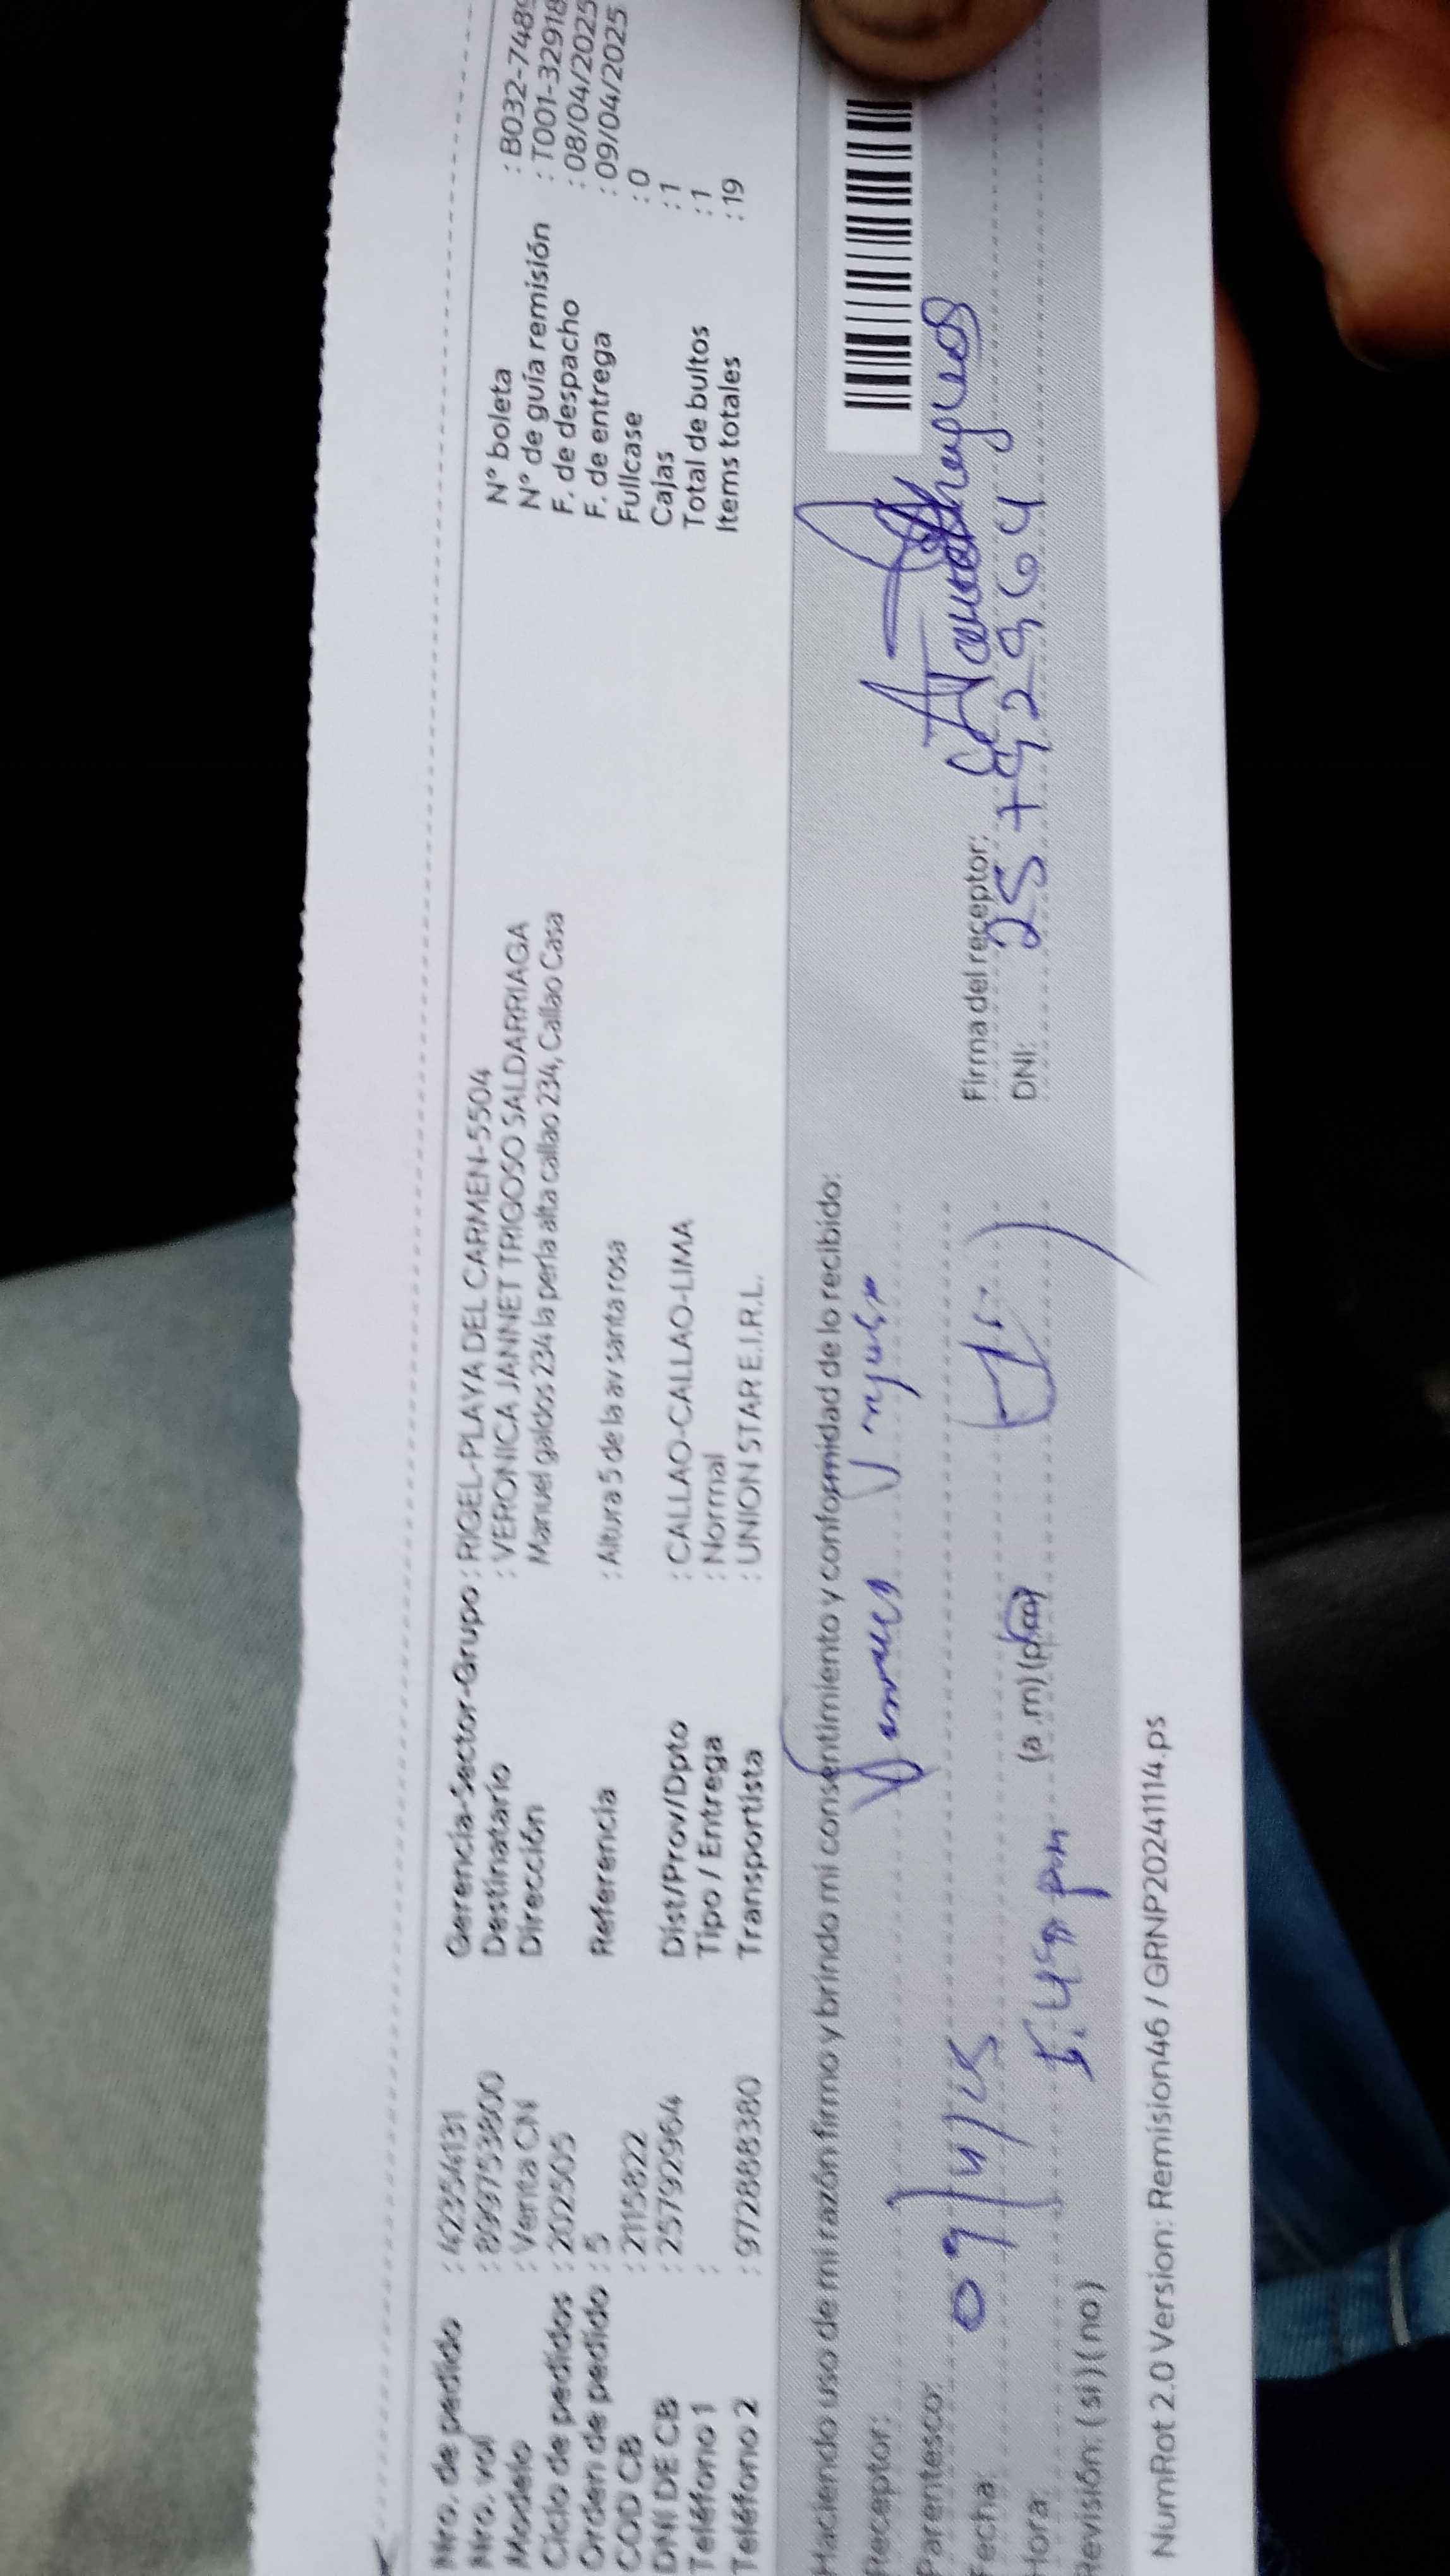 Nro. de pedido : 423554131
Nro. vol : 899753800
Modelo : Venta CN
Ciclo de pedidos : 202505
Orden de pedido : 5
COD CB : 2115822
DNI DE CB : 25792964
Teléfono 1 :
Teléfono 2 : 972888380
Gerencia-Sector-Grupo : RIGEL-PLAYA DEL CARMEN-5504
Destinatario : VERONICA JANNET TRIGOSO SALDARRIAGA
Dirección Manuel galdos 234 la perla alta callao 234, Callao Casa
Referencia : Altura 5 de la av santa rosa
Dist/Prov/Dpto : CALLAO-CALLAO-LIMA
Tipo / Entrega : Normal
Transportista : UNION STAR E.I.R.L.
N° boleta : B032-7489
N° de guía remisión : T001-32918
F. de despacho : 08/04/2025
F. de entrega : 09/04/2025
Fullcase : 0
Cajas : 1
Total de bultos : 1
Items totales : 19
Haciendo uso de mi razón firmo y brindo mi consentimiento y conformidad de lo recibido:
Receptor:
Parentesco:
Fecha: 09/4/25
Hora 5:48 pm (a.m) (p.m)
Revisión: ( si ) ( no )
Firma del receptor:
DNI: 25792964
NumRot 2.0 Version: Remision46 / GRNP20241114.ps